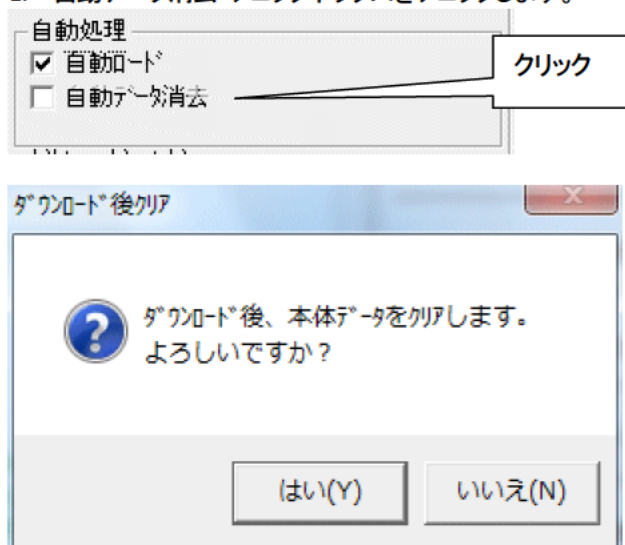 自動処理
自動ﾛｰﾄﾞ
クリック
自動ﾃﾞｰﾀ消去
ﾀﾞｳﾝﾛｰﾄﾞ後ｸﾘｱ
ﾀﾞｳﾝﾛｰﾄﾞ後、本体ﾃﾞｰﾀをｸﾘｱします。
よろしいですか？
はい(Y)
いいえ(N)